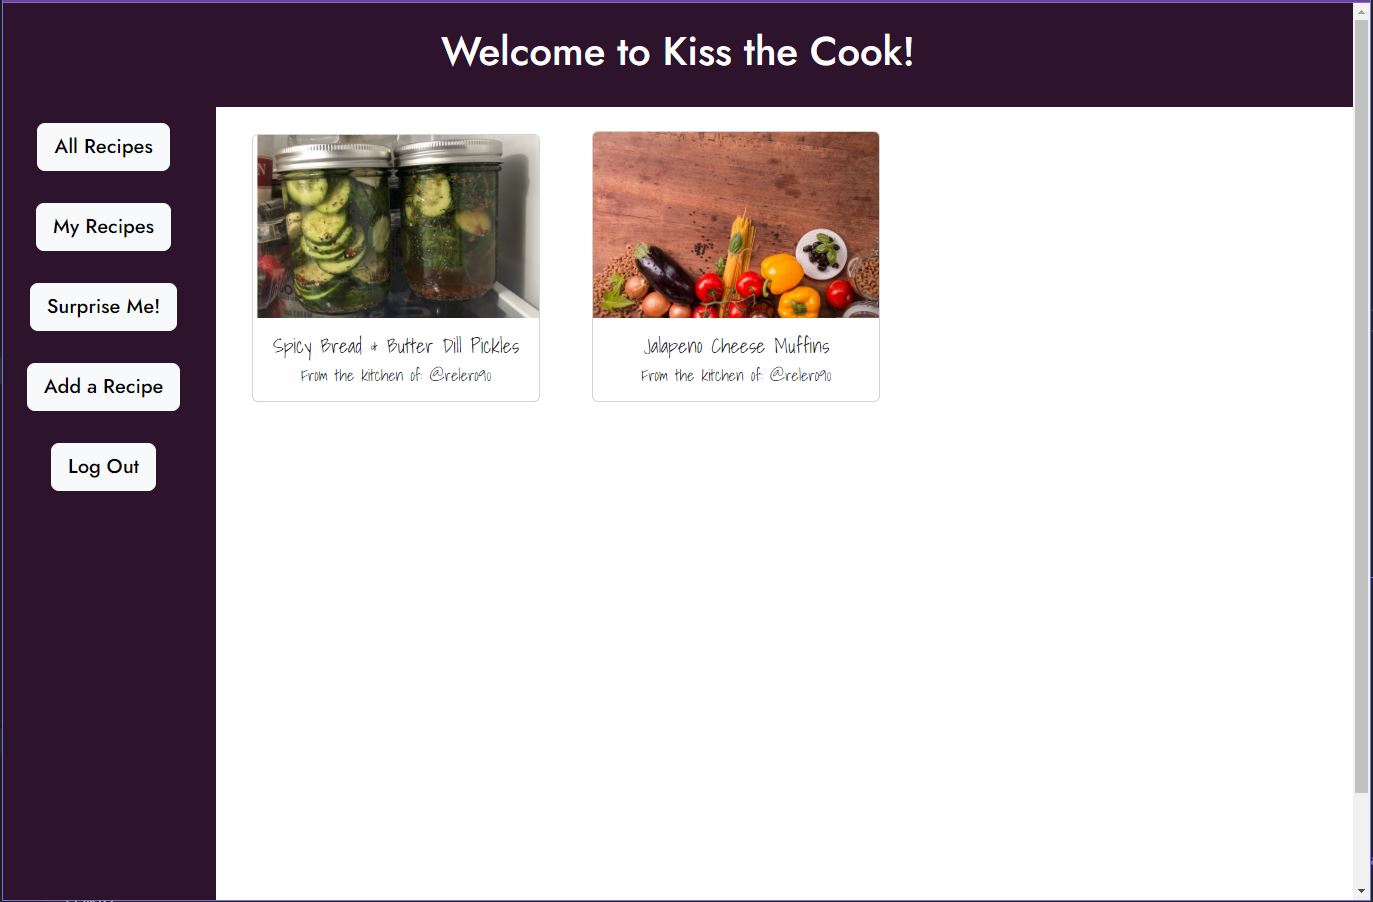 Welcome to Kiss the Cook!
All Recipes
My Recipes
Surprise Me!
Add a Recipe
Log Out
Spicy Bread & Butter Dill Pickles
From the kitchen of: @relero90
Jalapeno Cheese Muffins
From the kitchen of: @relero90